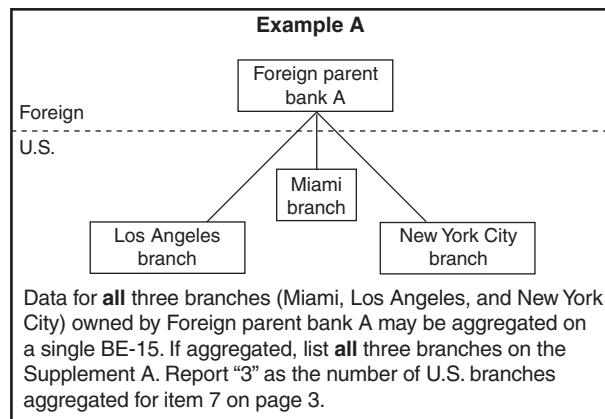 Example A
Foreign parent
bank A
Foreign
U.S.
Miami
branch
Los Angeles
branch
New York City
branch
Data for all three branches (Miami, Los Angeles, and New York
City) owned by Foreign parent bank A may be aggregated on
a single BE-15. If aggregated, list all three branches on the
Supplement A. Report “3” as the number of U.S. branches
aggregated for item 7 on page 3.